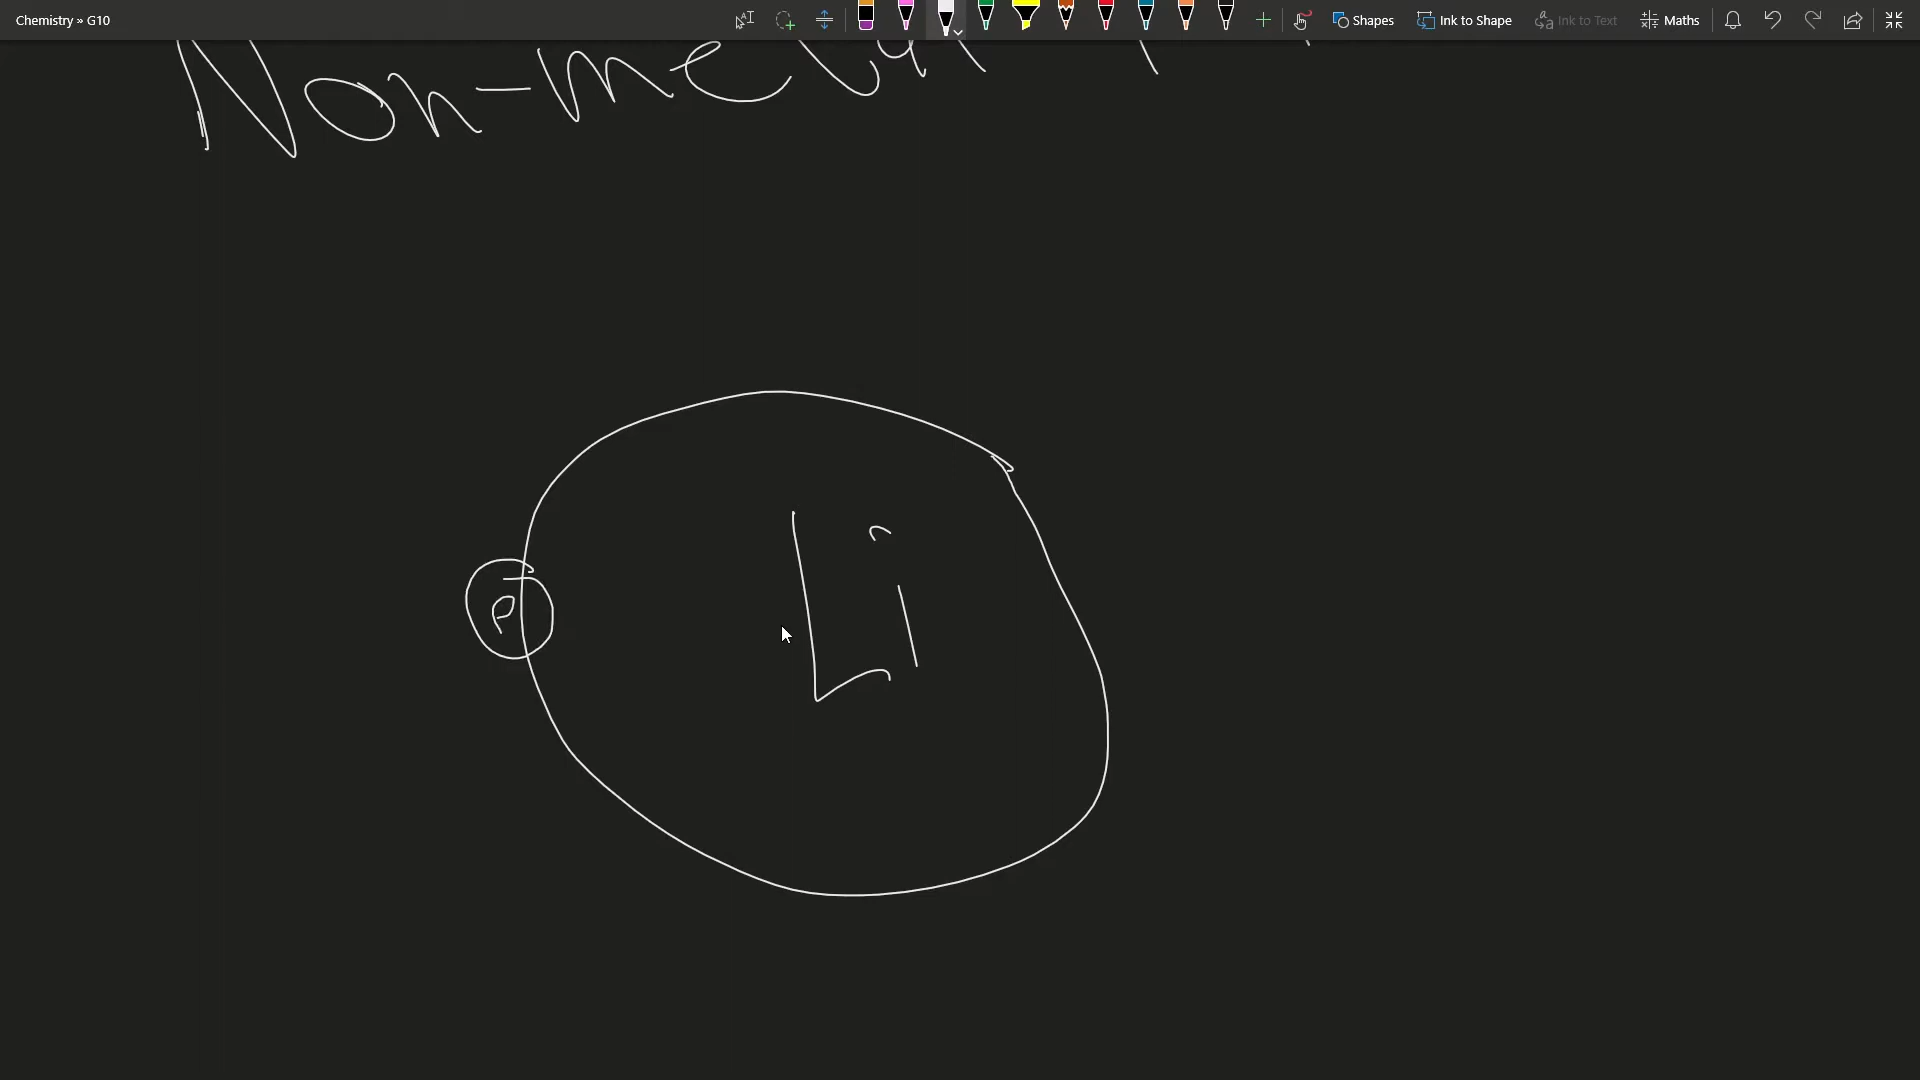 Chemistry » G10
Shapes
Ink to Shape
Ink to Text
Maths
Li
e